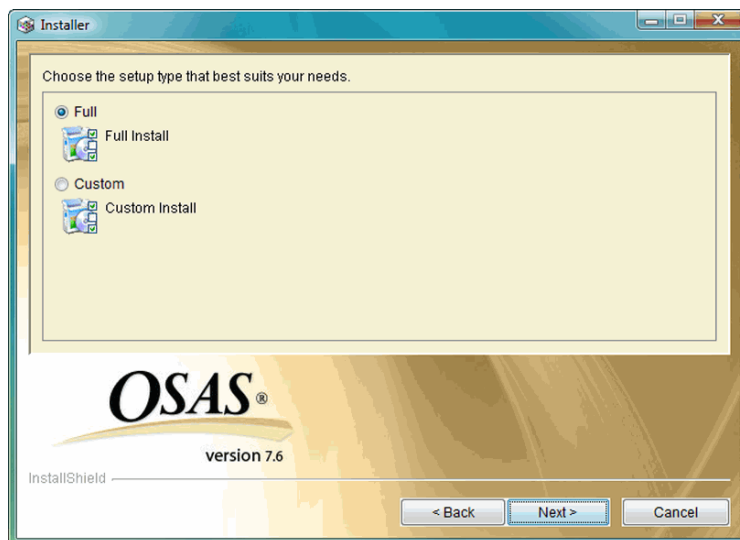 Installer
Choose the setup type that best suits your needs.
Full
Full Install
Custom
Custom Install
OSAS®
version 7.6
InstallShield
< Back Next > Cancel